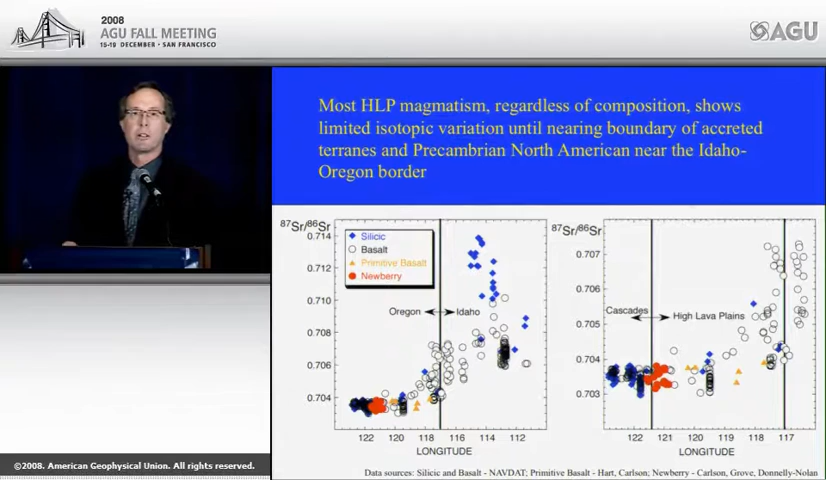 2008
AGU FALL MEETING
15-19 DECEMBER • SAN FRANCISCO
AGU
Most HLP magmatism, regardless of composition, shows
limited isotopic variation until nearing boundary of accreted
terranes and Precambrian North American near the Idaho-
Oregon border
87Sr/86Sr
0.714
0.712
0.710
0.708
0.706
0.704
Silicic
Basalt
Primitive Basalt
Newberry
Oregon
Idaho
122 120 118 116 114 112
LONGITUDE
87Sr/86Sr
0.707
0.706
0.705
0.704
0.703
Cascades
High Lava Plains
122 121 120 119 118 117
LONGITUDE
Data sources: Silicic and Basalt - NAVDAT; Primitive Basalt - Hart, Carlson; Newberry - Carlson, Grove, Donnelly-Nolan
©2008. American Geophysical Union. All rights reserved.